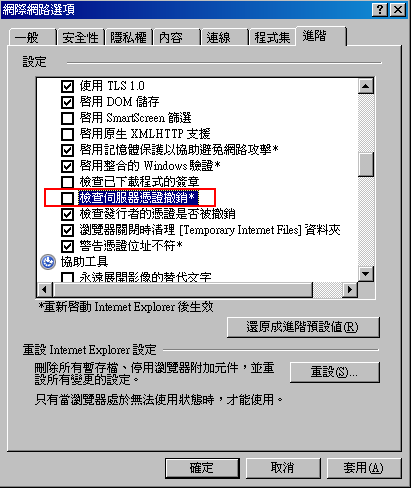 網際網路選項
一般 安全性 隱私權 內容 連線 程式集 進階
設定
使用 TLS 1.0
啟用 DOM 儲存
啟用 SmartScreen 篩選
啟用原生 XMLHTTP 支援
啟用記憶體保護以協助避免網路攻擊*
啟用整合的 Windows 驗證*
檢查已下載程式的簽章
檢查伺服器憑證撤銷*
檢查發行者的憑證是否被撤銷
瀏覽器關閉時清理 [Temporary Internet Files] 資料夾
警告憑證位址不符*
協助工具
永遠展開影像的替代文字
*重新啟動 Internet Explorer 後生效
還原成進階預設值(R)
重設 Internet Explorer 設定
刪除所有暫存檔、停用瀏覽器附加元件，並重
設所有變更的設定。
重設(S)...
只有當瀏覽器處於無法使用狀態時，才能使用。
確定 取消 套用(A)